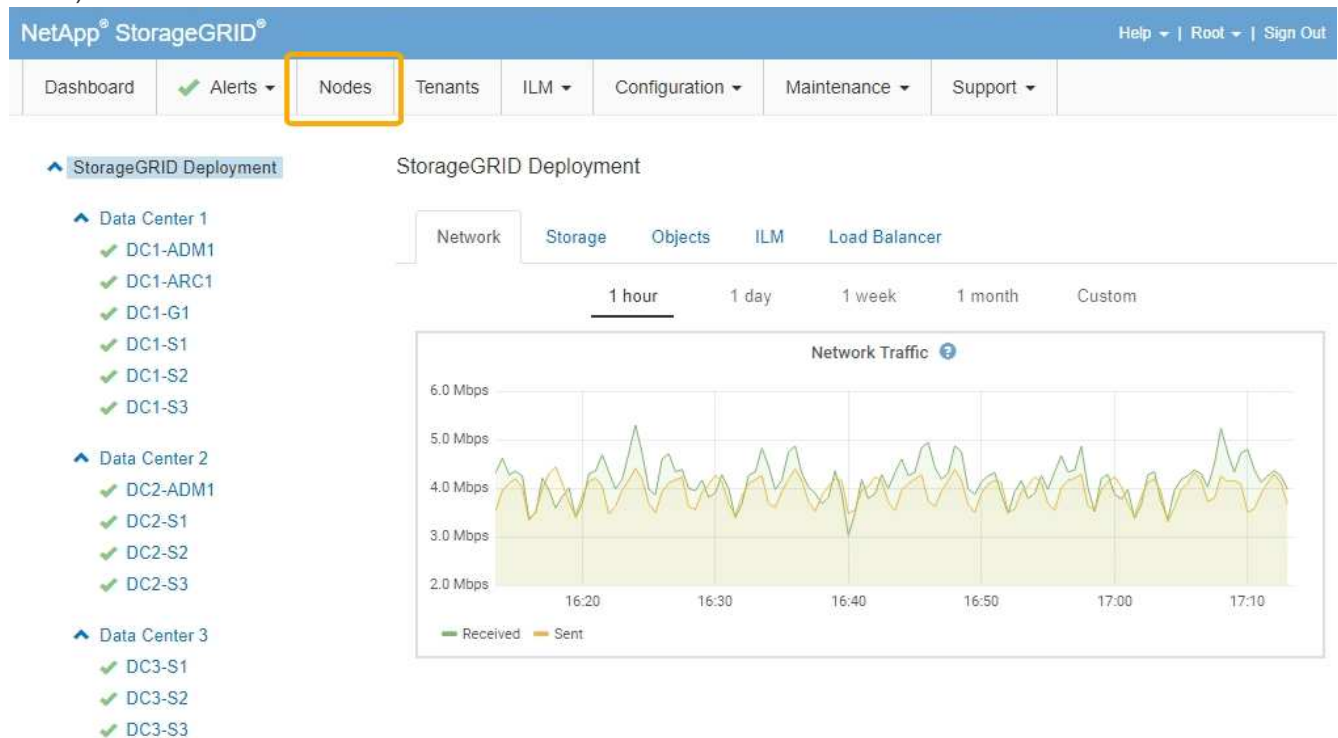 NetApp® StorageGRID®
Help | Root | Sign Out
Dashboard Alerts Nodes Tenants ILM Configuration Maintenance Support
StorageGRID Deployment
Data Center 1
DC1-ADM1
DC1-ARC1
DC1-G1
DC1-S1
DC1-S2
DC1-S3
Data Center 2
DC2-ADM1
DC2-S1
DC2-S2
DC2-S3
Data Center 3
DC3-S1
DC3-S2
DC3-S3
StorageGRID Deployment
Network Storage Objects ILM Load Balancer
1 hour 1 day 1 week 1 month Custom
Network Traffic
6.0 Mbps
5.0 Mbps
4.0 Mbps
3.0 Mbps
2.0 Mbps
16:20 16:30 16:40 16:50 17:00 17:10
Received Sent